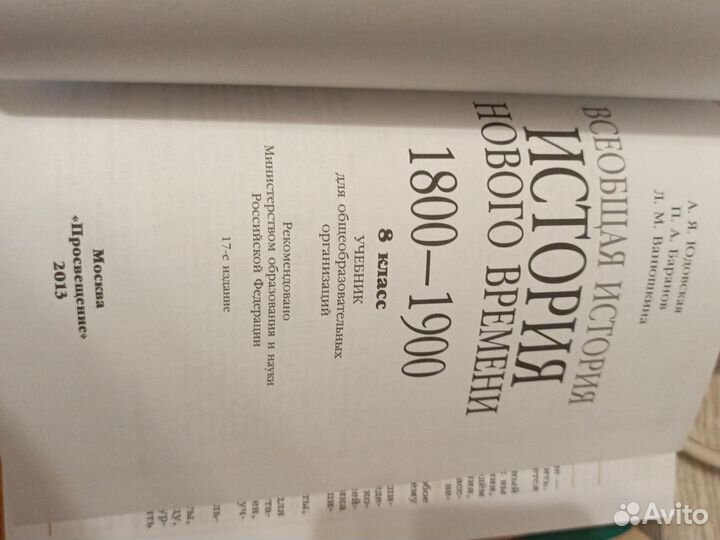 А. Я. Юдовская
П. А. Баранов
Л. М. Ванюшкина
ВСЕОБЩАЯ ИСТОРИЯ
ИСТОРИЯ
НОВОГО ВРЕМЕНИ
1800—1900
8 класс
УЧЕБНИК
для общеобразовательных
организаций
Рекомендовано
Министерством образования и науки
Российской Федерации
17-е издание
Москва
«Просвещение»
2013
Avito